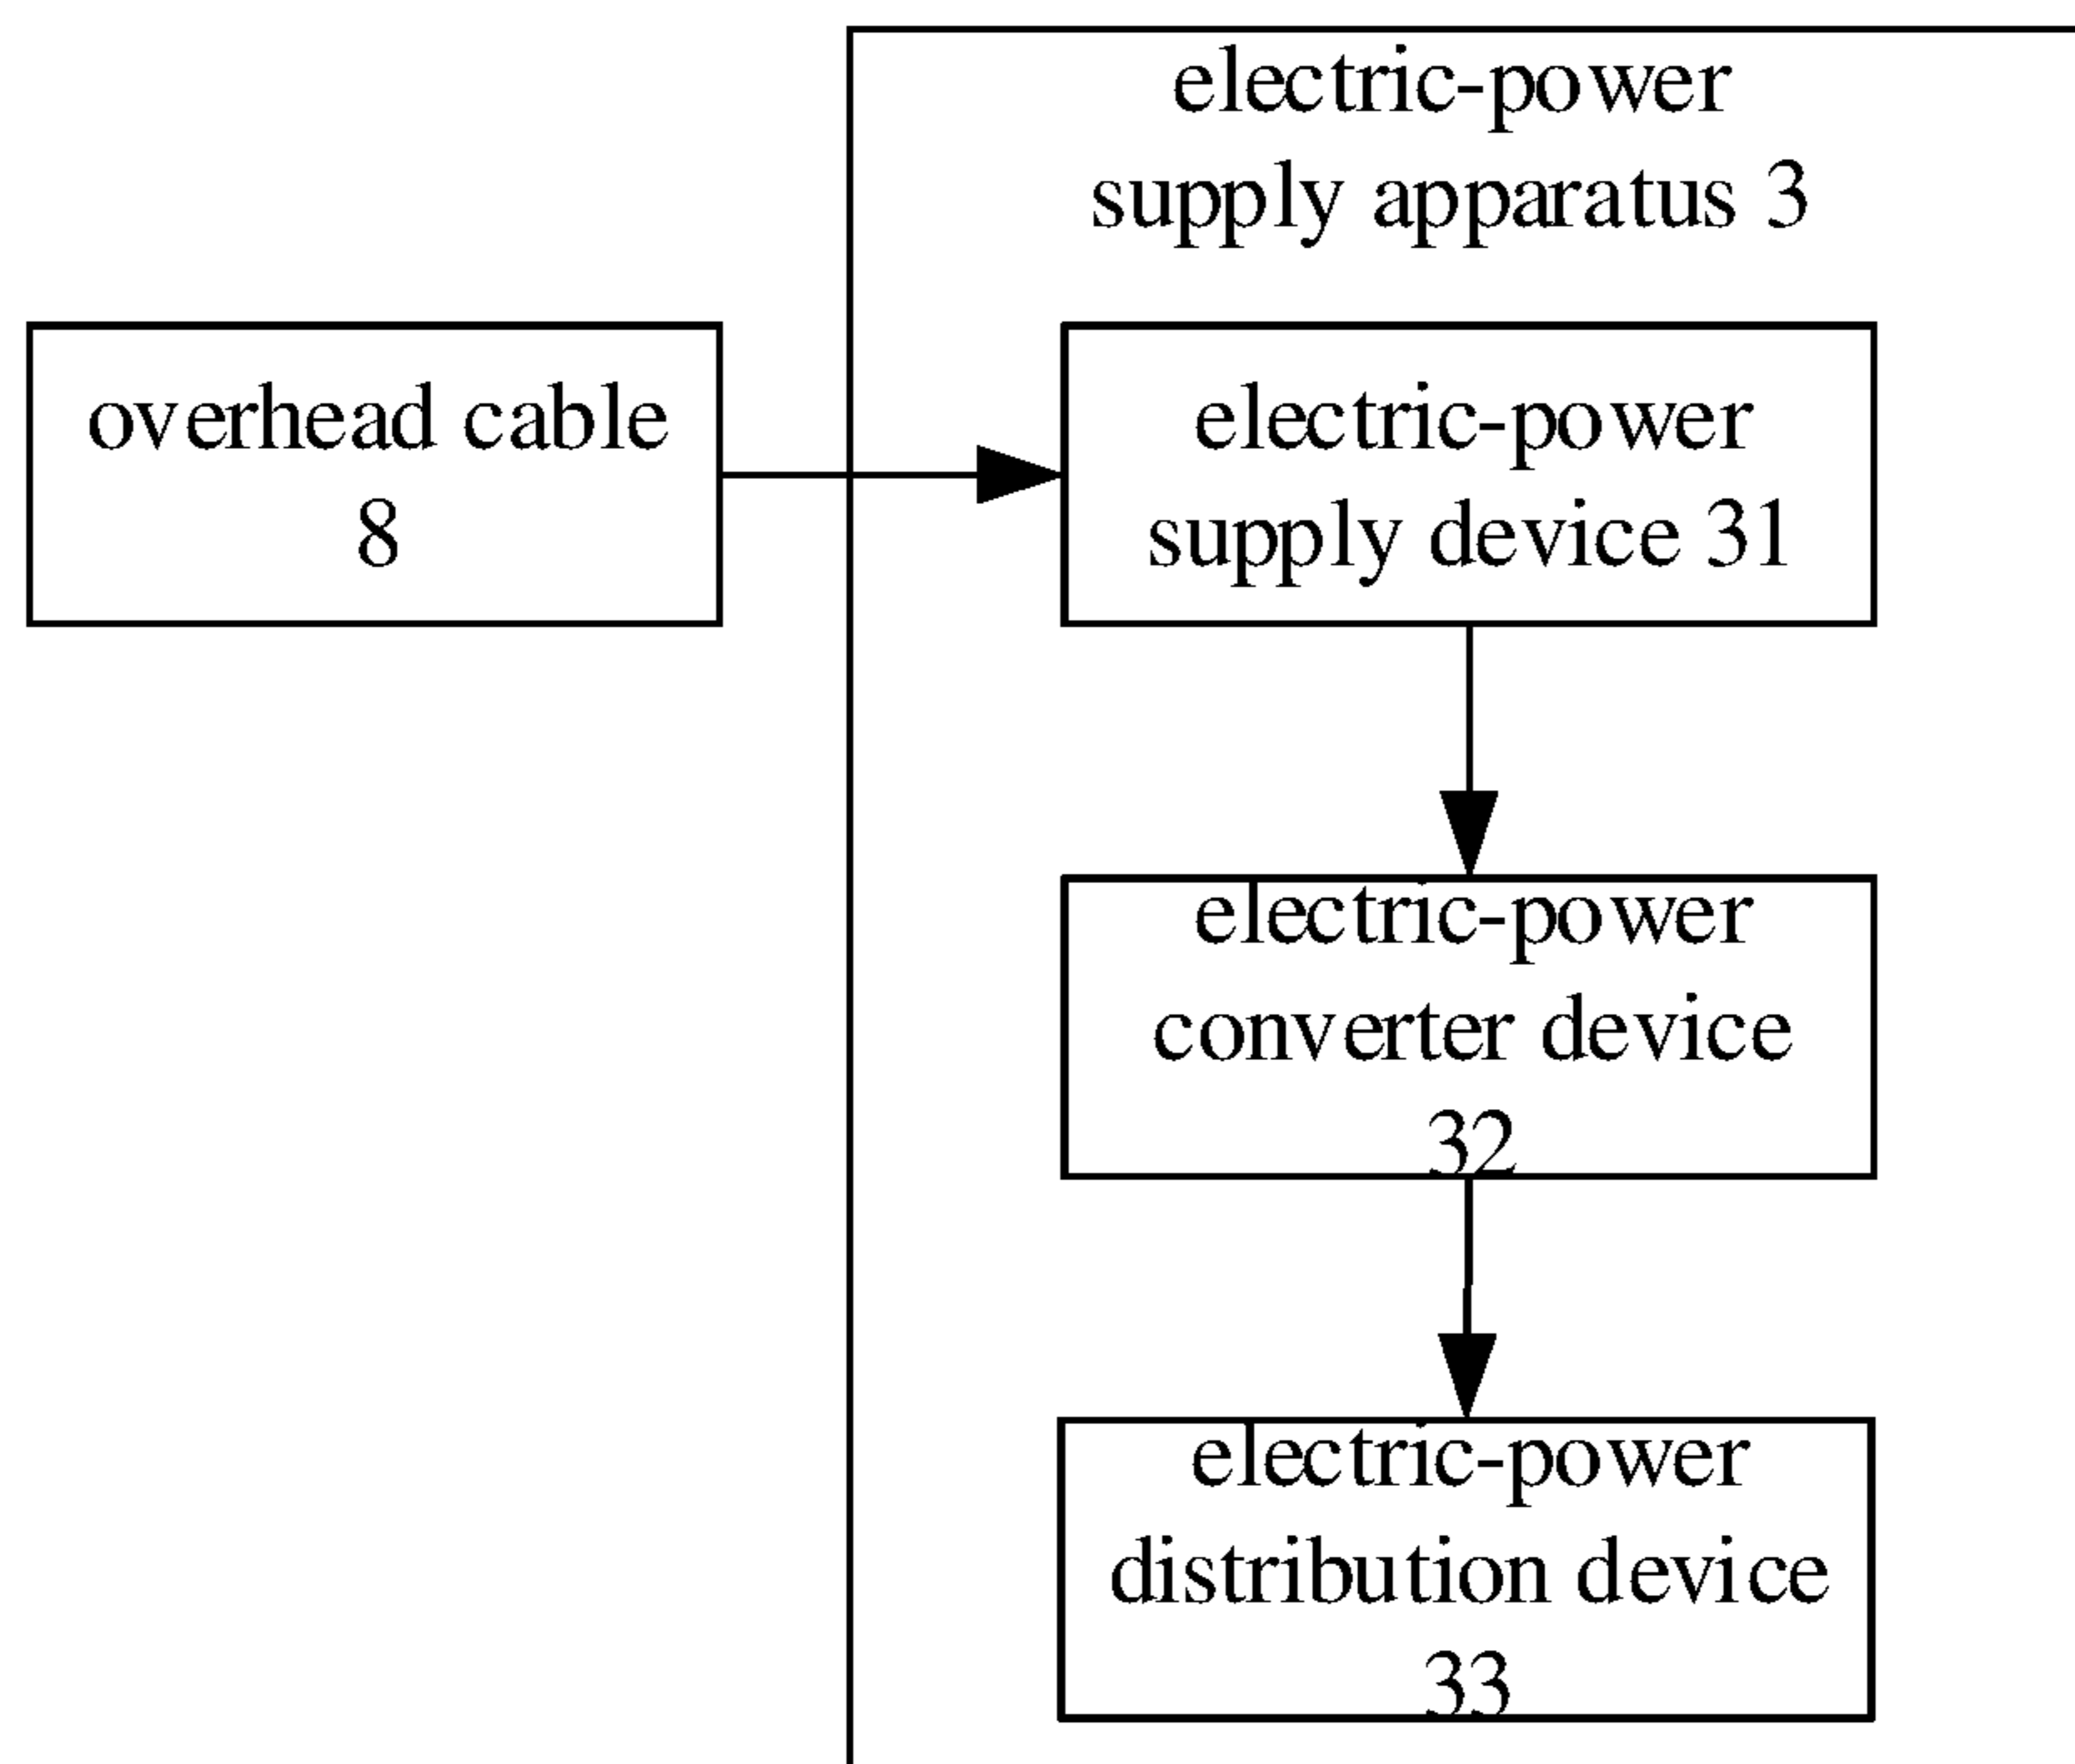 electric-power
supply apparatus 3
overhead cable
8
electric-power
supply device 31
electric-power
converter device
32
electric-power
distribution device
33